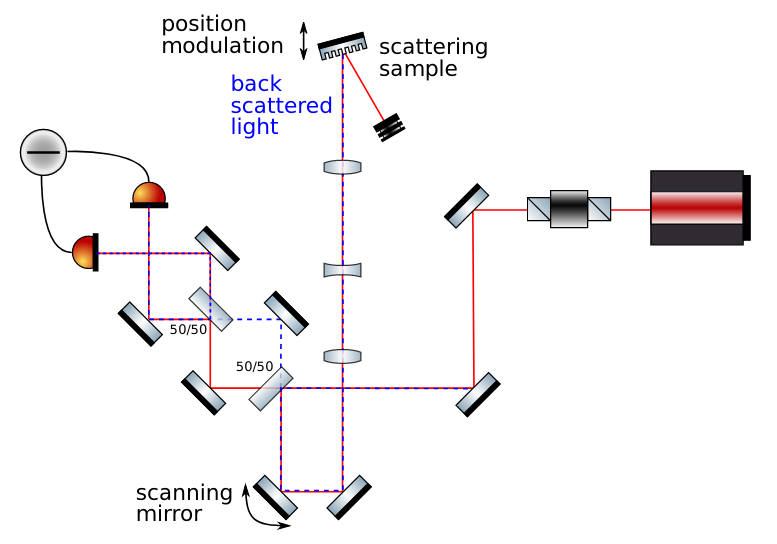 position
modulation
scattering
sample
back
scattered
light
50/50
50/50
scanning
mirror